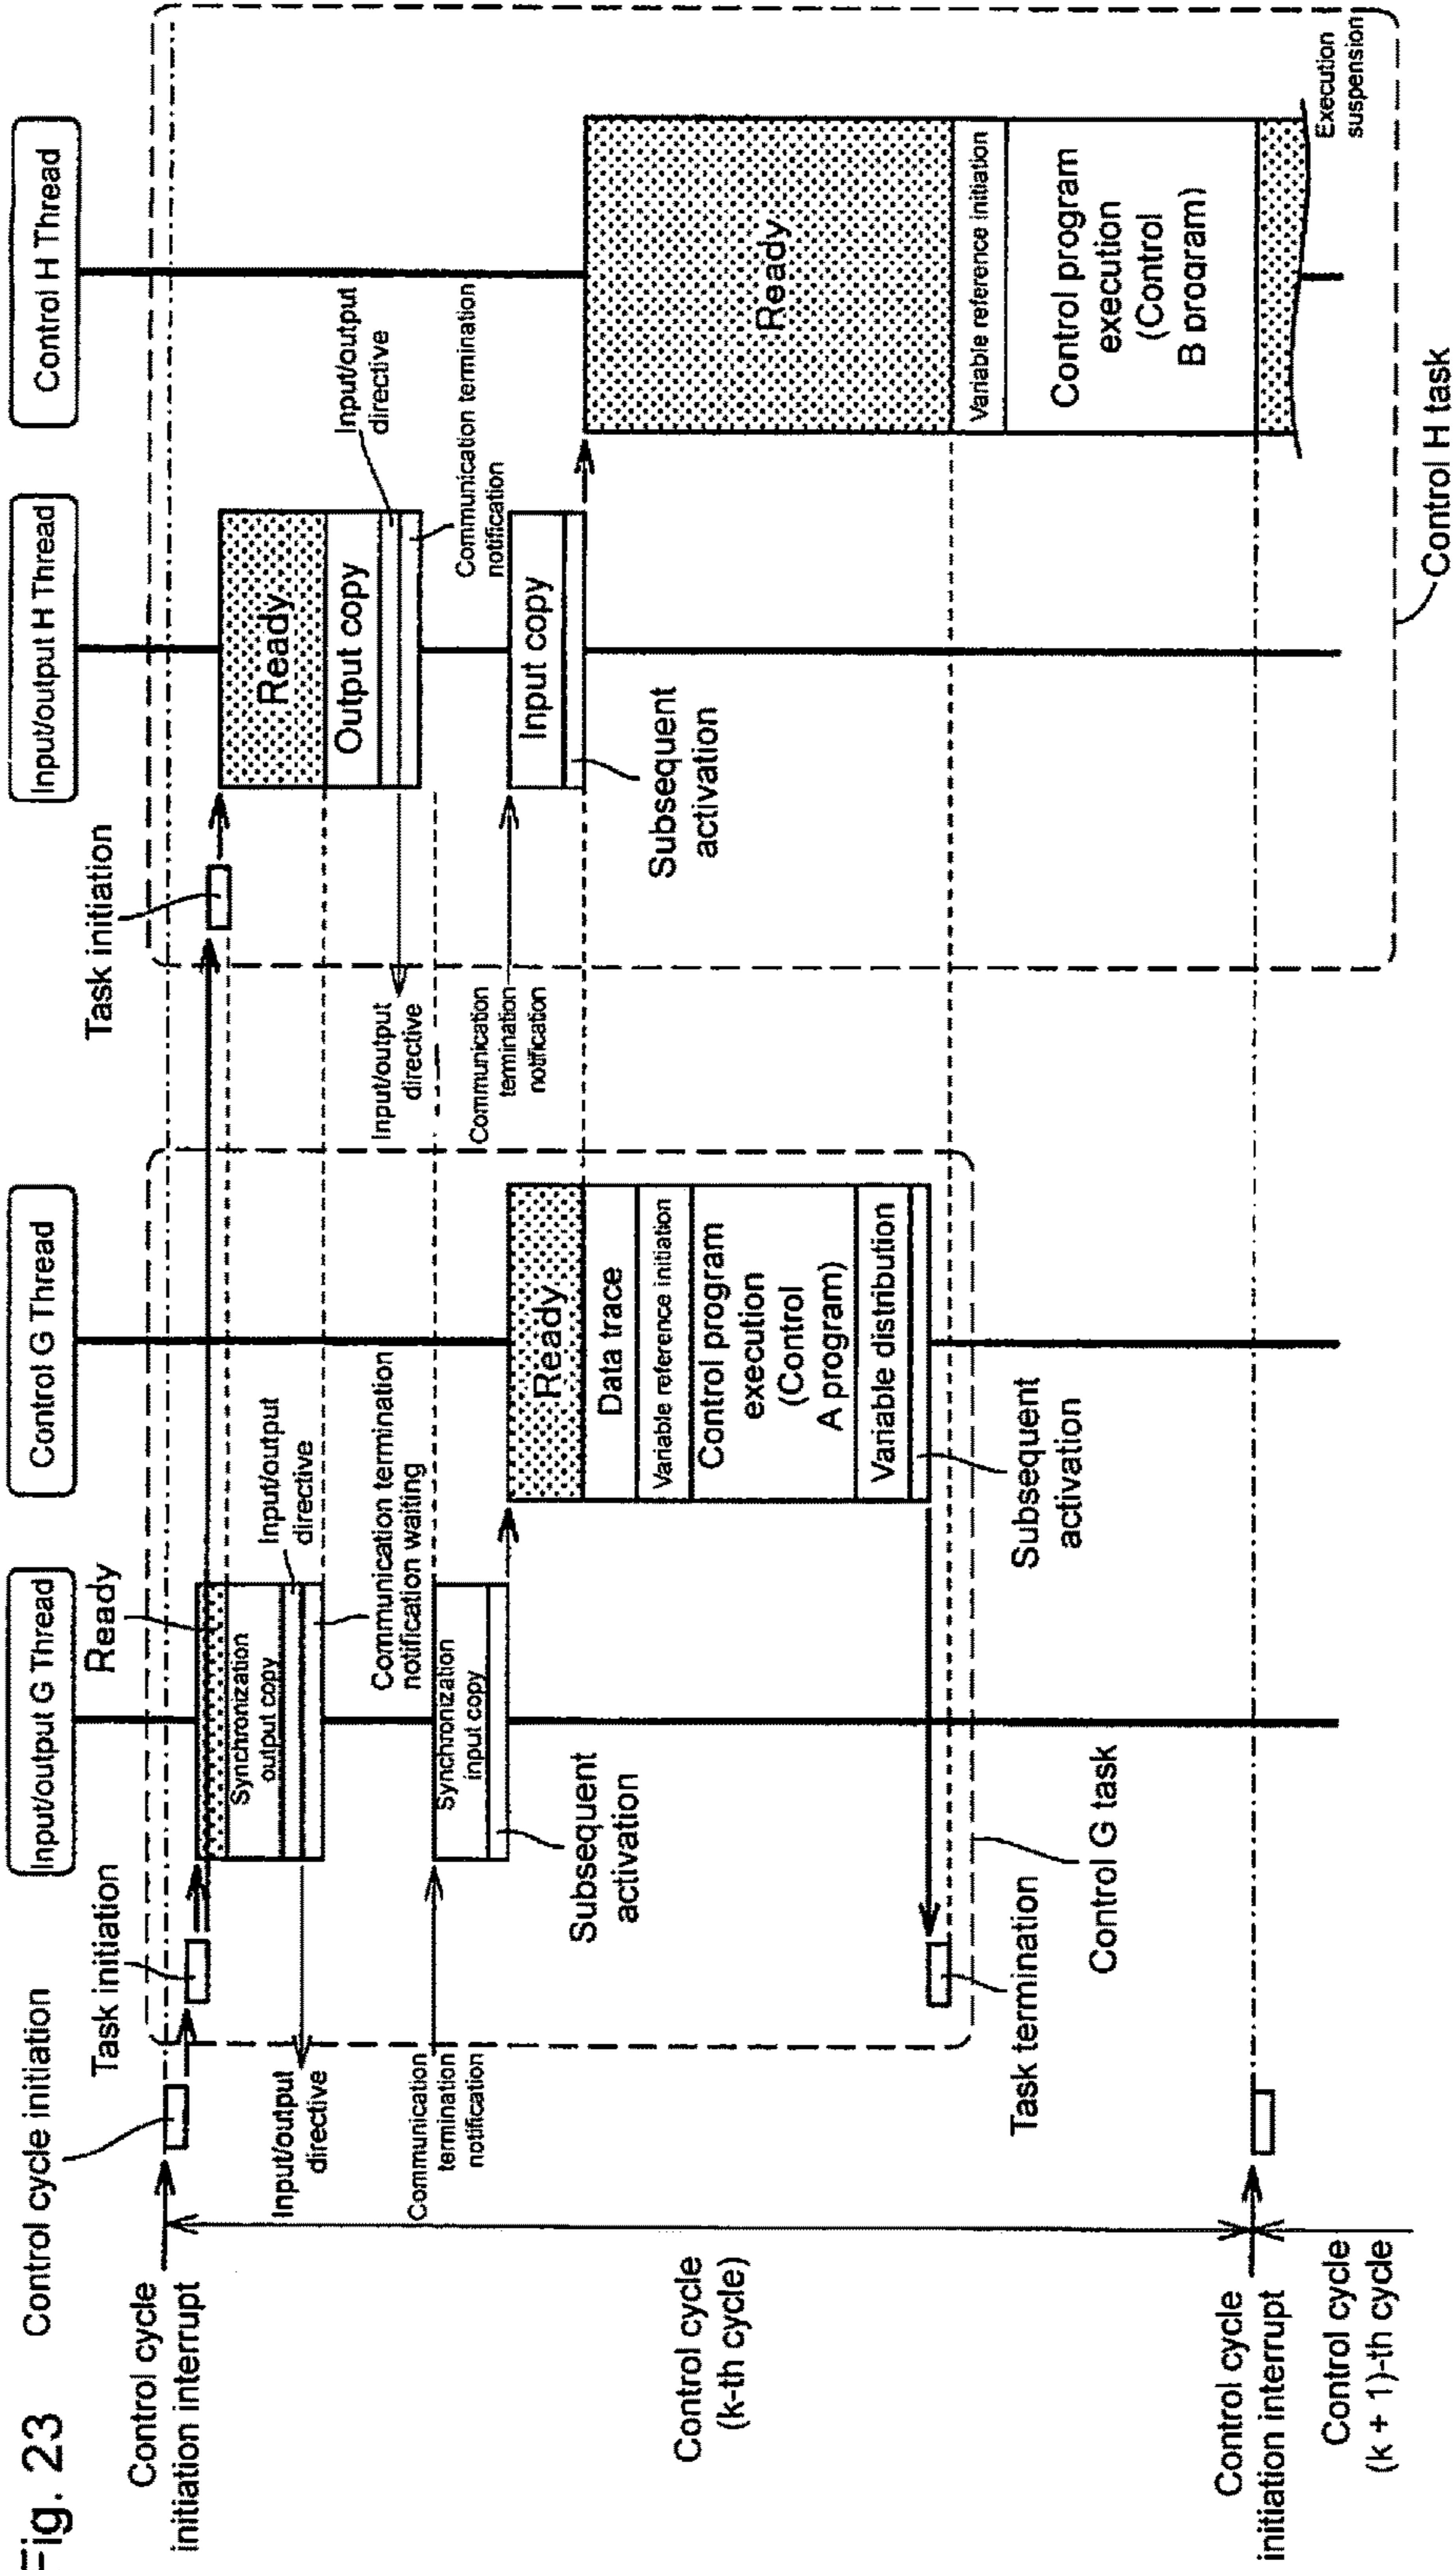 Fig. 23
Control cycle initiation
Control cycle
initiation interrupt
Task initiation
Input/output G Thread
Control G Thread
Input/output H Thread
Control H Thread
Ready
Task initiation
Synchronization
output copy
Input/output
directive
Communication termination
notification waiting
Input/output
directive
Communication
termination
notification
Synchronization
input copy
Subsequent
activation
Ready
Data trace
Variable reference initiation
Control program
execution
(Control
A program)
Variable distribution
Subsequent
activation
Task termination
Control G task
Ready
Output copy
Input/output
directive
Communication termination
notification
Input/output
directive
Communication
termination
notification
Input copy
Subsequent
activation
Ready
Variable reference initiation
Control program
execution
(Control
B program)
Execution
suspension
Control H task
Control cycle
(k-th cycle)
Control cycle
initiation interrupt
Control cycle
(k + 1)-th cycle